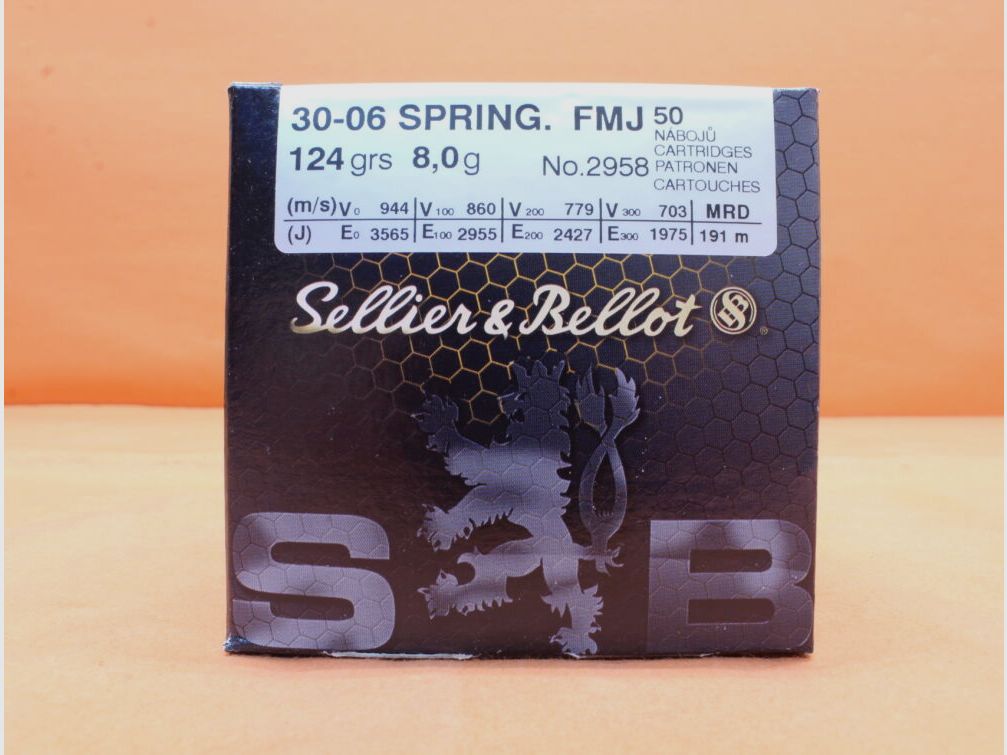 30-06 SPRING. FMJ 50
NÁBOJŮ
CARTRIDGES
124 grs 8,0g No.2958 PATRONEN
CARTOUCHES
(m/s) V0 944 V100 860 V200 779 V300 703 MRD
(J) E0 3565 E100 2955 E200 2427 E300 1975 191 m
Sellier & Bellot SB ®
S B